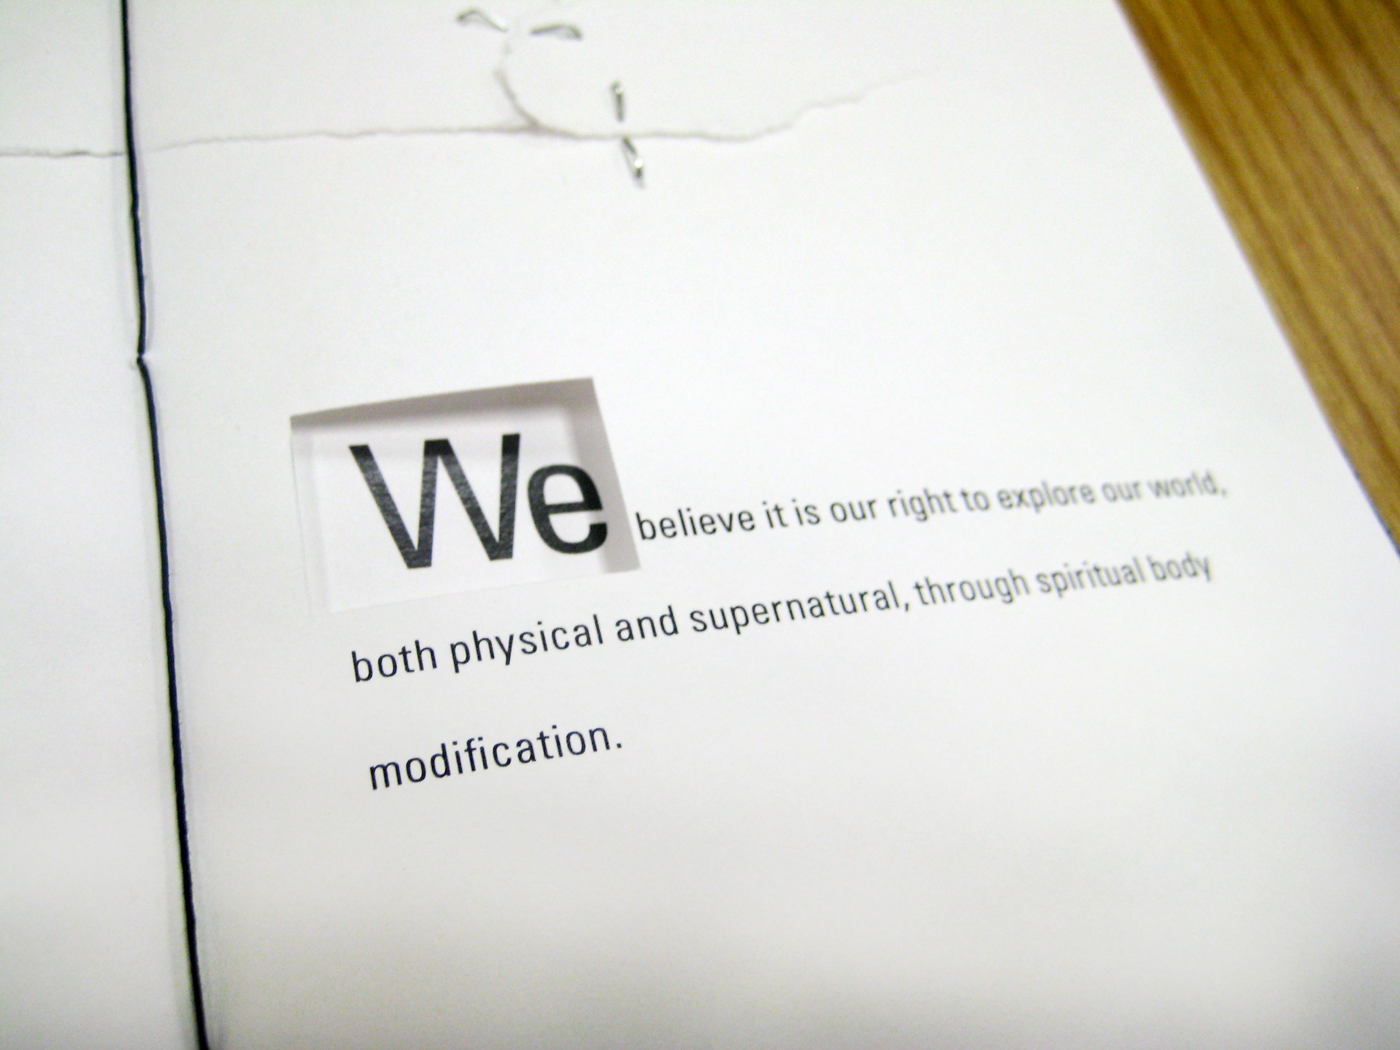 We believe it is our right to explore our world,
both physical and supernatural, through spiritual body
modification.